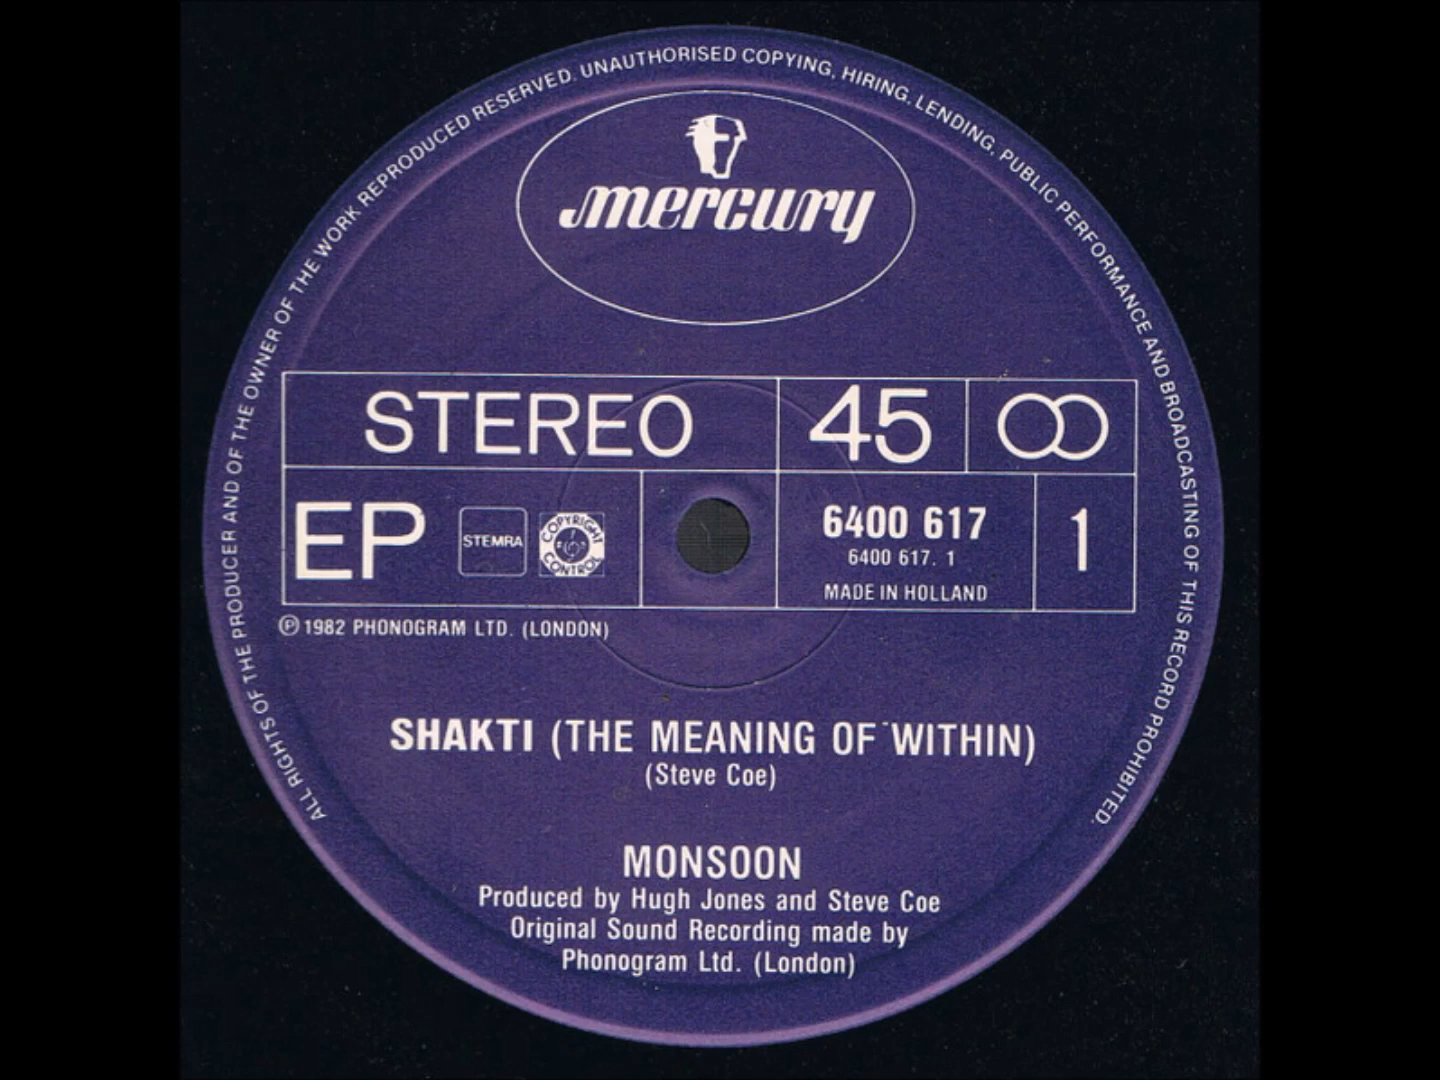 ALL RIGHTS OF THE PRODUCER AND OF THE OWNER OF THE WORK REPRODUCED RESERVED. UNAUTHORISED COPYING, HIRING, LENDING, PUBLIC PERFORMANCE AND BROADCASTING OF THIS RECORD PROHIBITED.
mercury
STEREO 45
EP STEMRA COPYRIGHT CONTROL 6400 617 1
6400 617. 1
MADE IN HOLLAND
℗ 1982 PHONOGRAM LTD. (LONDON)
SHAKTI (THE MEANING OF WITHIN)
(Steve Coe)
MONSOON
Produced by Hugh Jones and Steve Coe
Original Sound Recording made by
Phonogram Ltd. (London)